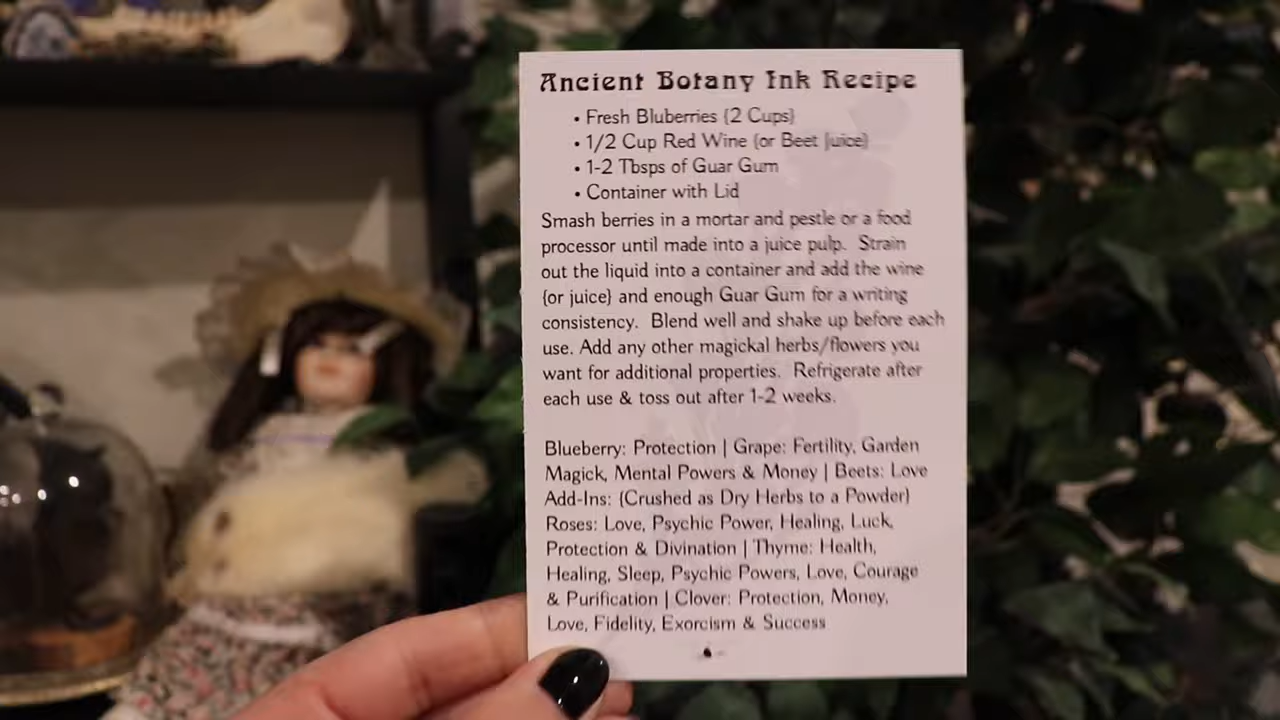 Ancient Botany Ink Recipe
• Fresh Bluberries {2 Cups}
• 1/2 Cup Red Wine {or Beet Juice}
• 1-2 Tbsps of Guar Gum
• Container with Lid
Smash berries in a mortar and pestle or a food
processor until made into a juice pulp. Strain
out the liquid into a container and add the wine
{or juice} and enough Guar Gum for a writing
consistency. Blend well and shake up before each
use. Add any other magickal herbs/flowers you
want for additional properties. Refrigerate after
each use & toss out after 1-2 weeks.
Blueberry: Protection | Grape: Fertility, Garden
Magick, Mental Powers & Money | Beets: Love
Add-Ins: {Crushed as Dry Herbs to a Powder}
Roses: Love, Psychic Power, Healing, Luck,
Protection & Divination | Thyme: Health,
Healing, Sleep, Psychic Powers, Love, Courage
& Purification | Clover: Protection, Money,
Love, Fidelity, Exorcism & Success